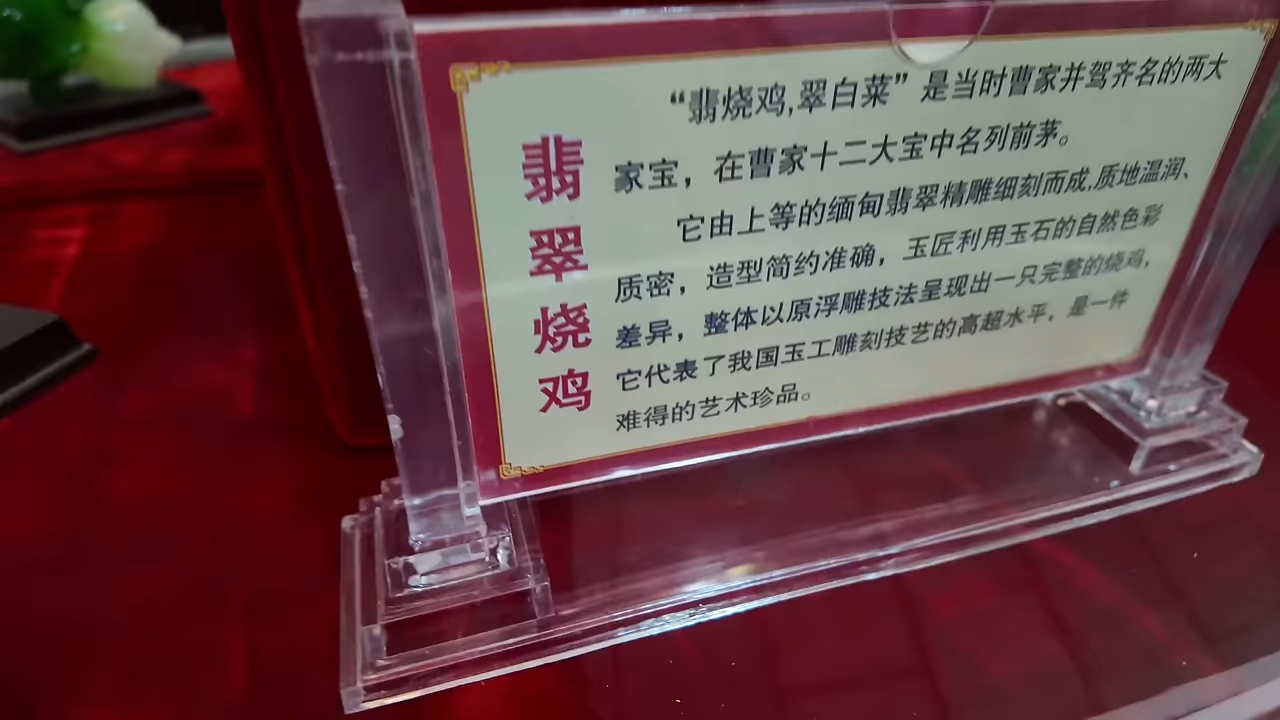 翡翠烧鸡
“翡烧鸡,翠白菜”是当时曹家并驾齐名的两大
家宝，在曹家十二大宝中名列前茅。
它由上等的缅甸翡翠精雕细刻而成,质地温润、
质密，造型简约准确，玉匠利用玉石的自然色彩
差异，整体以原浮雕技法呈现出一只完整的烧鸡，
它代表了我国玉工雕刻技艺的高超水平，是一件
难得的艺术珍品。